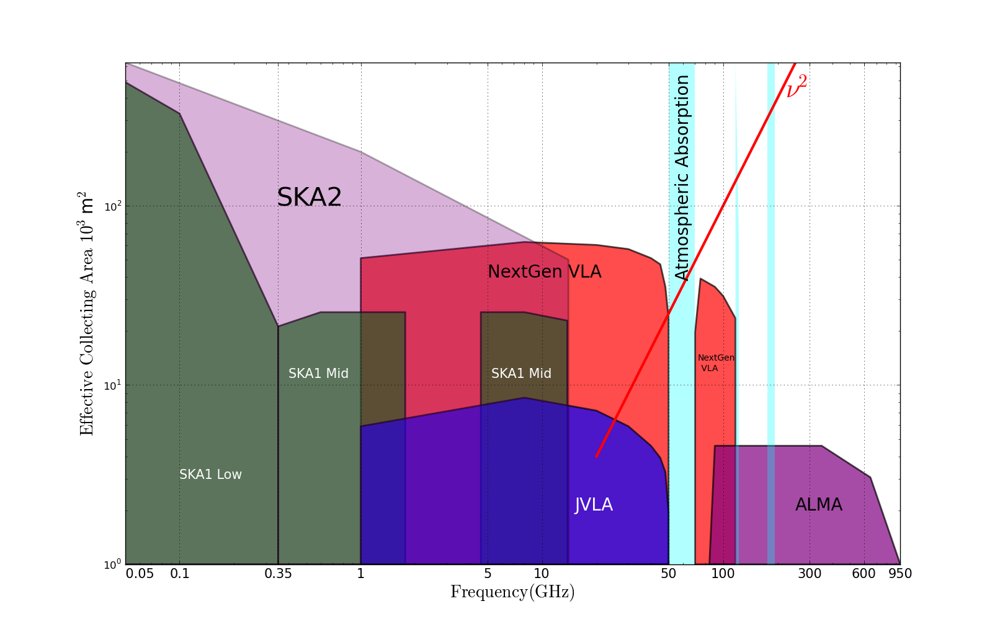 Effective Collecting Area 10³ m²
10²
10¹
10⁰
Atmospheric Absorption
ν²
SKA2
NextGen VLA
NextGen
VLA
SKA1 Mid
SKA1 Mid
SKA1 Low
JVLA
ALMA
0.05 0.1 0.35 1 5 10 50 100 300 600 950
Frequency(GHz)